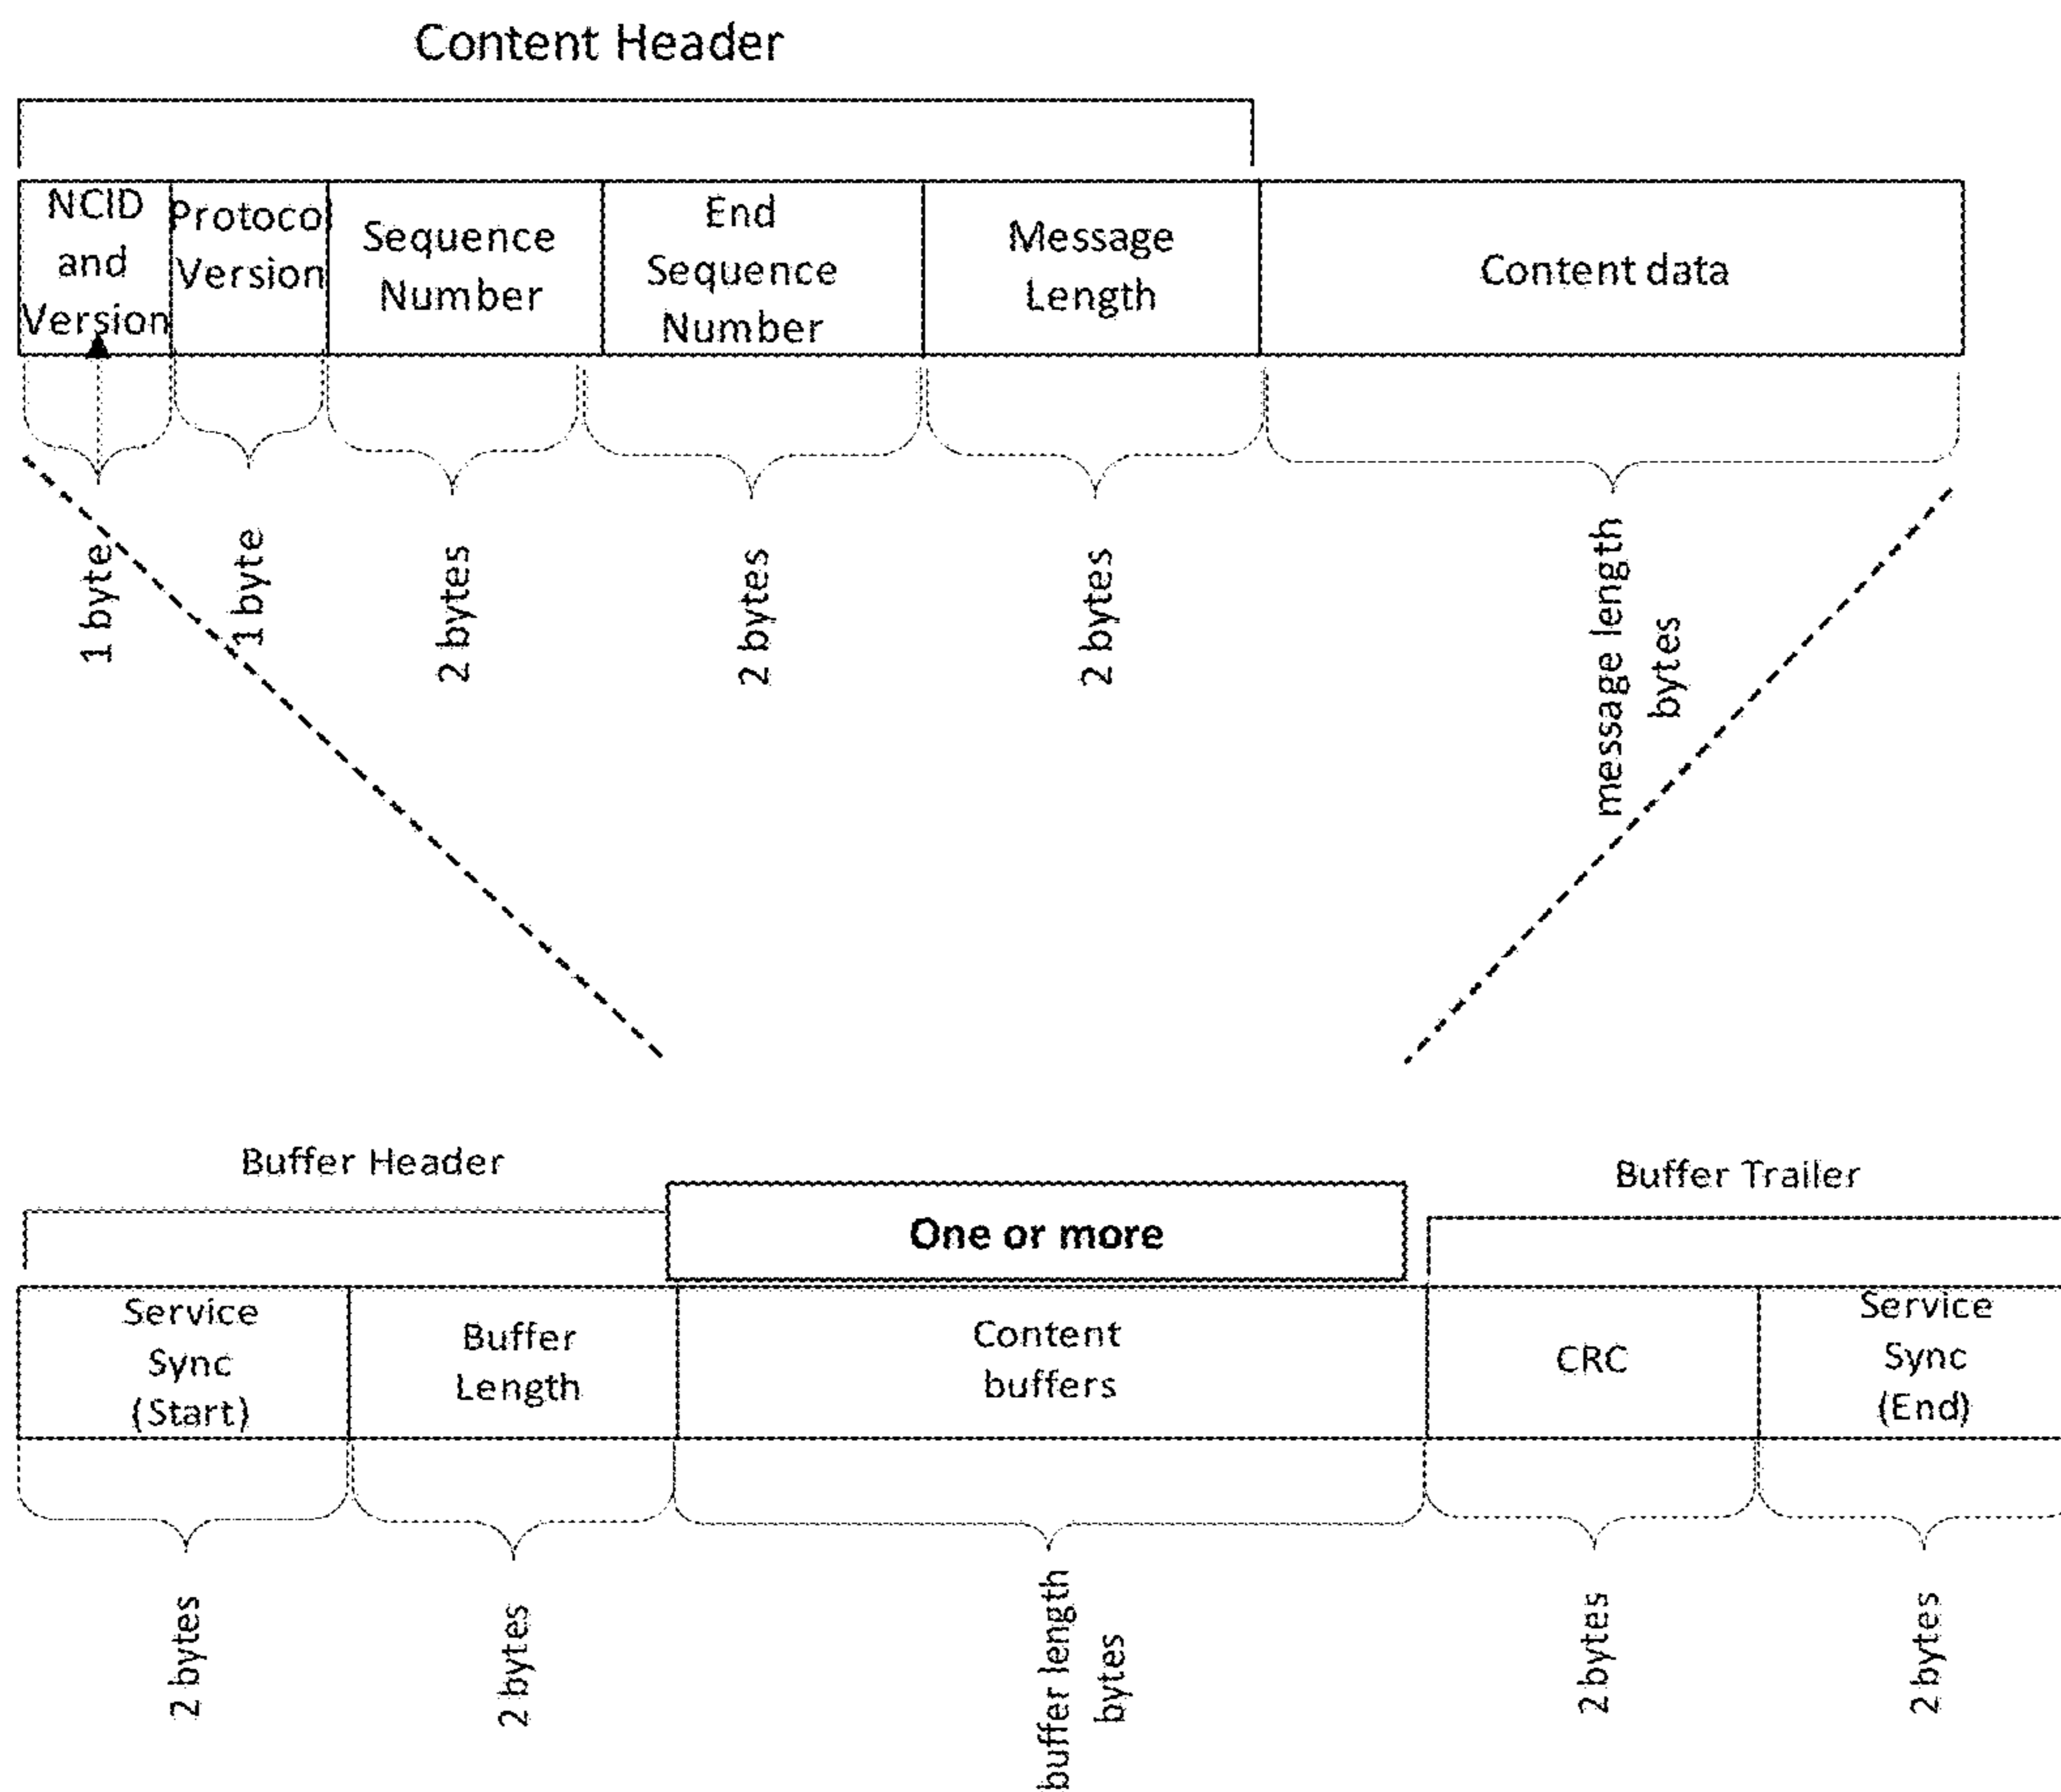 Content Header
NCID
and
Version
Protocol
Version
Sequence
Number
End
Sequence
Number
Message
Length
Content data
1 byte
1 byte
2 bytes
2 bytes
2 bytes
message length
bytes
Buffer Header
One or more
Buffer Trailer
Service
Sync
(Start)
Buffer
Length
Content
buffers
CRC
Service
Sync
(End)
2 bytes
2 bytes
buffer length
bytes
2 bytes
2 bytes